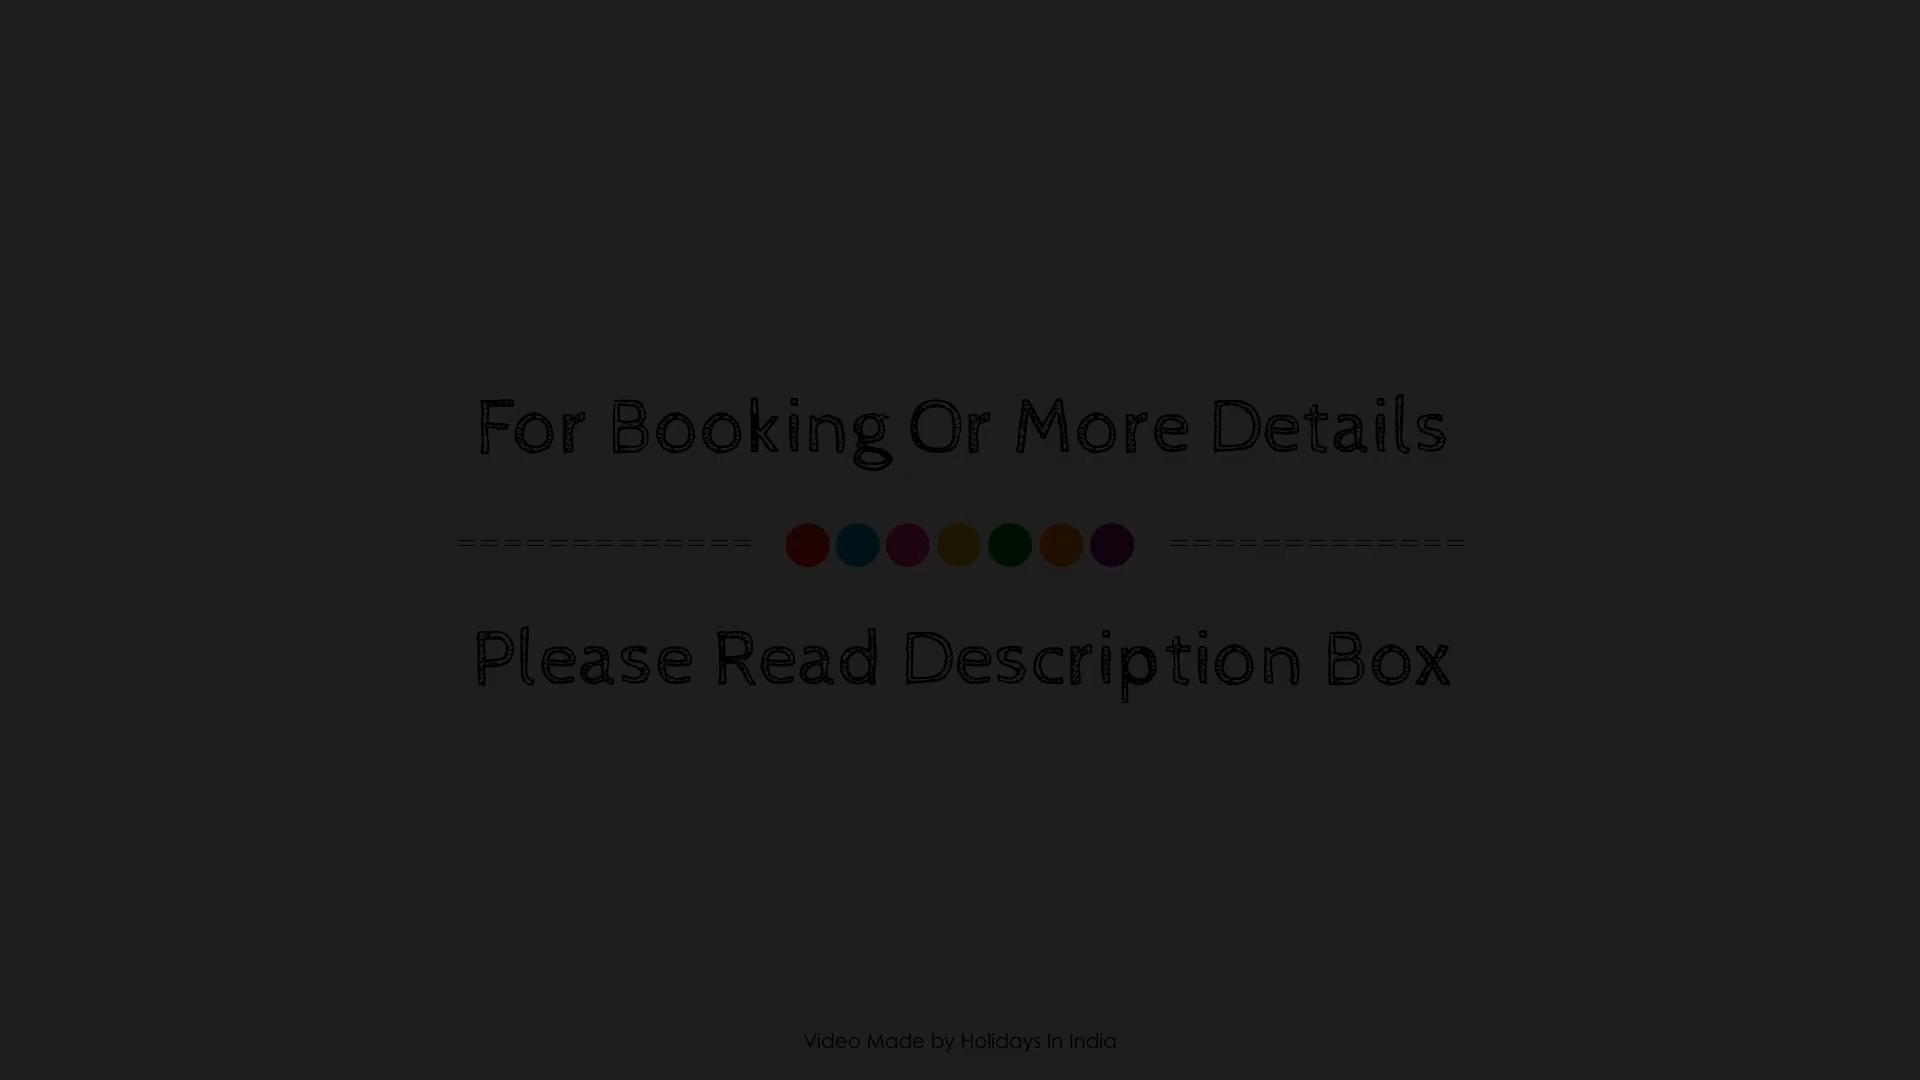 For Booking Or More Details
============= =============
Please Read Description Box
Video Made by Holidays In India